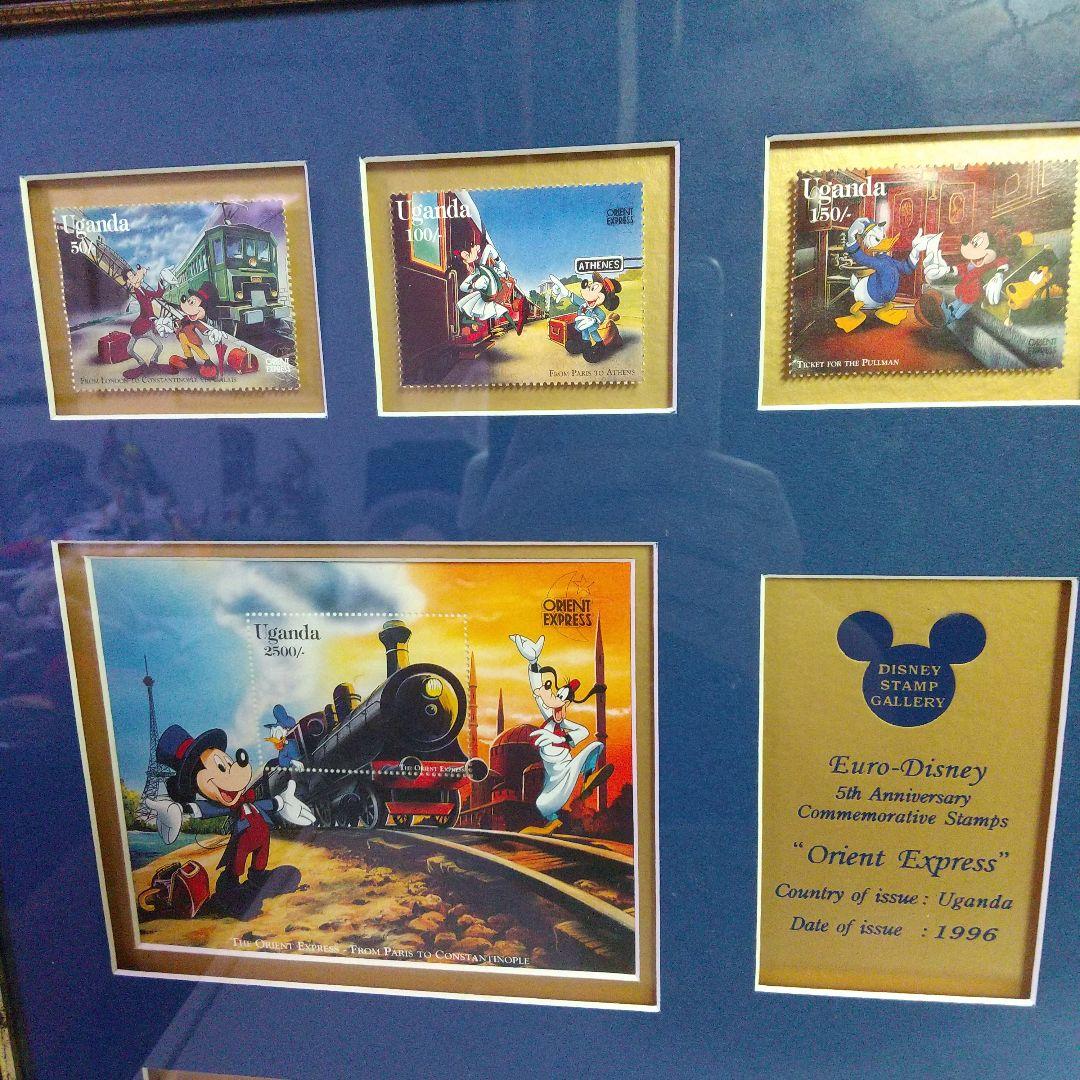 Uganda
50/-
FROM LONDON TO CONSTANTINOPLE VIA CALAIS
ORIENT
EXPRESS
Uganda
100/-
ORIENT
EXPRESS
ATHENES
FROM PARIS TO ATHENS
Uganda
150/-
TICKET FOR THE PULLMAN
ORIENT
EXPRESS
Uganda
2500/-
ORIENT
EXPRESS
THE ORIENT EXPRESS
THE ORIENT EXPRESS - FROM PARIS TO CONSTANTINOPLE
DISNEY
STAMP
GALLERY
Euro-Disney
5th Anniversary
Commemorative Stamps
"Orient Express"
Country of issue : Uganda
Date of issue : 1996